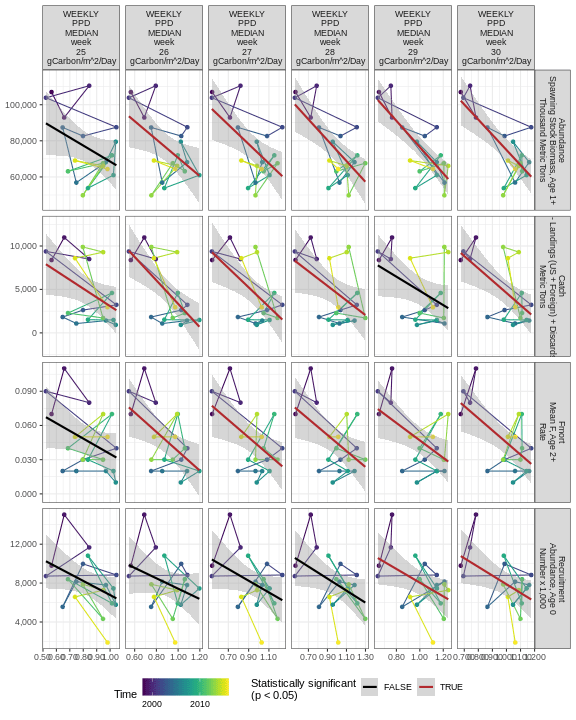 WEEKLY
PPD
MEDIAN
week
25
gCarbon/m^2/Day
WEEKLY
PPD
MEDIAN
week
26
gCarbon/m^2/Day
WEEKLY
PPD
MEDIAN
week
27
gCarbon/m^2/Day
WEEKLY
PPD
MEDIAN
week
28
gCarbon/m^2/Day
WEEKLY
PPD
MEDIAN
week
29
gCarbon/m^2/Day
WEEKLY
PPD
MEDIAN
week
30
gCarbon/m^2/Day
100,000
80,000
60,000
Abundance
Spawning Stock Biomass, Age 1+
Thousand Metric Tons
10,000
5,000
0
Catch
- Landings (US + Foreign) + Discards
Metric Tons
0.090
0.060
0.030
0.000
Fmort
Mean F, Age 2+
Rate
12,000
8,000
4,000
Recruitment
Abundance, Age 0
Number x 1,000
0.50 0.60 0.70 0.80 0.90 1.00
0.60 0.80 1.00 1.20
0.70 0.90 1.10
0.70 0.90 1.10 1.30
0.80 1.00 1.20
0.70 0.80 0.90 1.00 1.10 1.200
Time
2000 2010
Statistically significant
(p < 0.05)
FALSE
TRUE